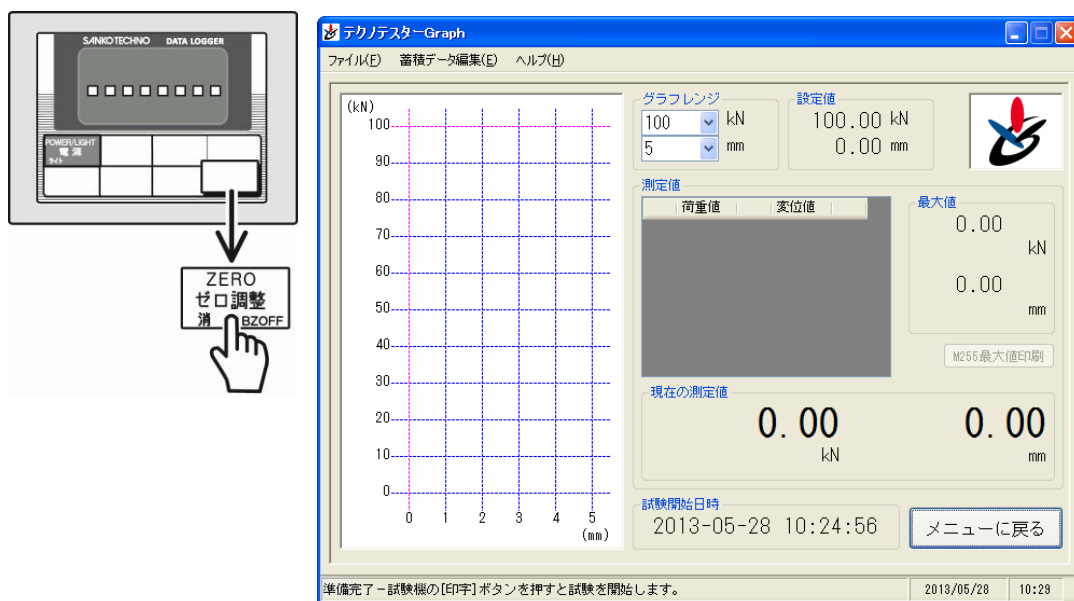 SANKOTECHNO DATA LOGGER
POWER/LIGHT
電源
ライト
ZERO
ゼロ調整
消 BZOFF
テクノテスターGraph
ファイル(F) 蓄積データ編集(E) ヘルプ(H)
(kN)
100
90
80
70
60
50
40
30
20
10
0
0 1 2 3 4 5
(mm)
グラフレンジ
100 kN
5 mm
設定値
100.00 kN
0.00 mm
測定値
荷重値 変位値
最大値
0.00
kN
0.00
mm
M255最大値印刷
現在の測定値
0.00 0.00
kN mm
試験開始日時
2013-05-28 10:24:56
メニューに戻る
準備完了－試験機の[印字]ボタンを押すと試験を開始します。
2013/05/28 10:29